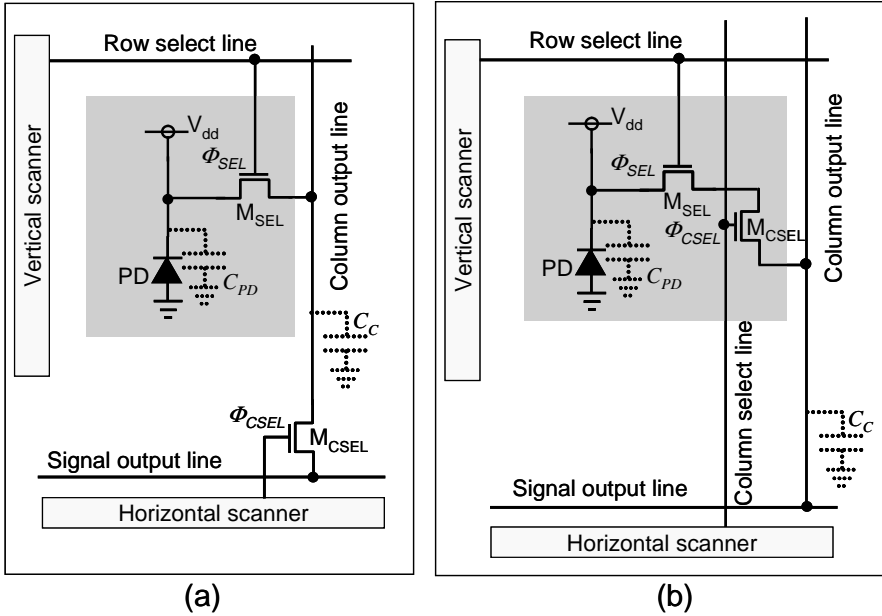 Row select line
Vertical scanner
V_dd
Φ_SEL
M_SEL
Column output line
PD
C_PD
C_C
Φ_CSEL
M_CSEL
Signal output line
Horizontal scanner
(a)
Row select line
Vertical scanner
V_dd
Φ_SEL
M_SEL
Φ_CSEL
M_CSEL
Column output line
PD
C_PD
Column select line
C_C
Signal output line
Horizontal scanner
(b)